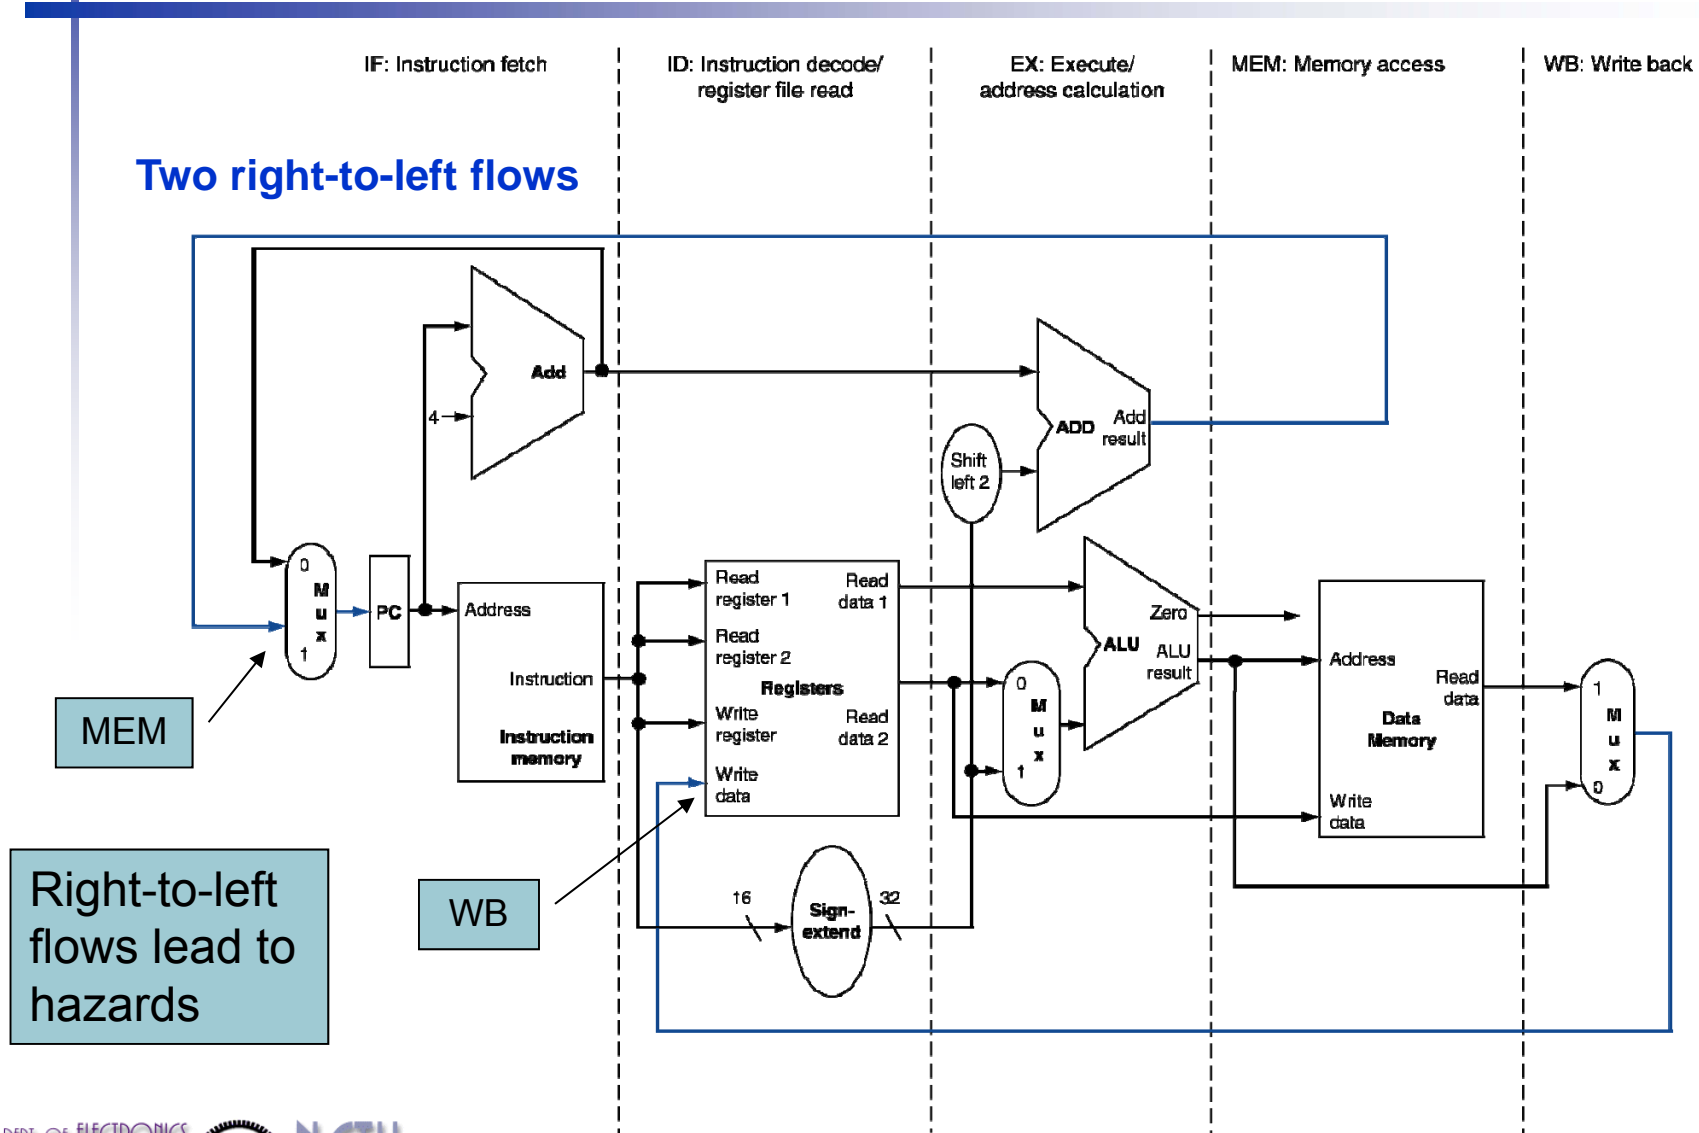 IF: Instruction fetch
ID: Instruction decode/
register file read
EX: Execute/
address calculation
MEM: Memory access
WB: Write back
Two right-to-left flows
Add
4
ADD
Add
result
Shift
left 2
0
M
u
x
1
PC
Address
Instruction
Instruction
memory
Read
register 1
Read
register 2
Registers
Write
register
Write
data
Read
data 1
Read
data 2
0
M
u
x
1
Zero
ALU
ALU
result
Address
Read
data
Data
Memory
Write
data
1
M
u
x
0
MEM
WB
16
Sign-
extend
32
Right-to-left
flows lead to
hazards